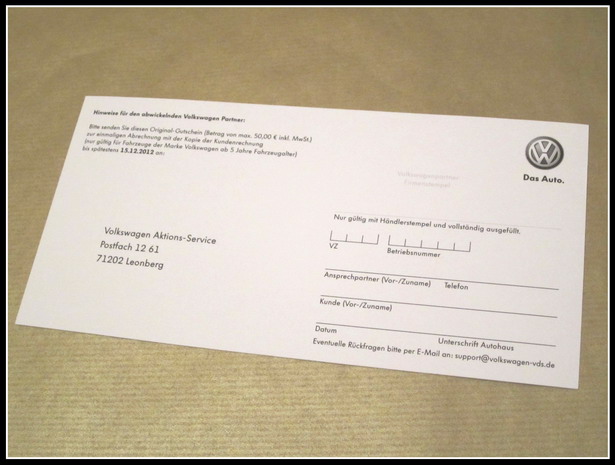 Hinweise für den abwickelnden Volkswagen Partner:
Bitte senden Sie diesen Original-Gutschein (Betrag von max. 50,00 € inkl. MwSt.)
zur einmaligen Abrechnung mit der Kopie der Kundenrechnung
(nur gültig für Fahrzeuge der Marke Volkswagen ab 5 Jahre Fahrzeugalter)
bis spätestens 15.12.2012 an:
Volkswagen Aktions-Service
Postfach 12 61
71202 Leonberg
Das Auto.
Volkswagenpartner-
Firmenstempel
Nur gültig mit Händlerstempel und vollständig ausgefüllt.
VZ Betriebsnummer
Ansprechpartner (Vor-/Zuname) Telefon
Kunde (Vor-/Zuname)
Datum Unterschrift Autohaus
Eventuelle Rückfragen bitte per E-Mail an: support@volkswagen-vds.de